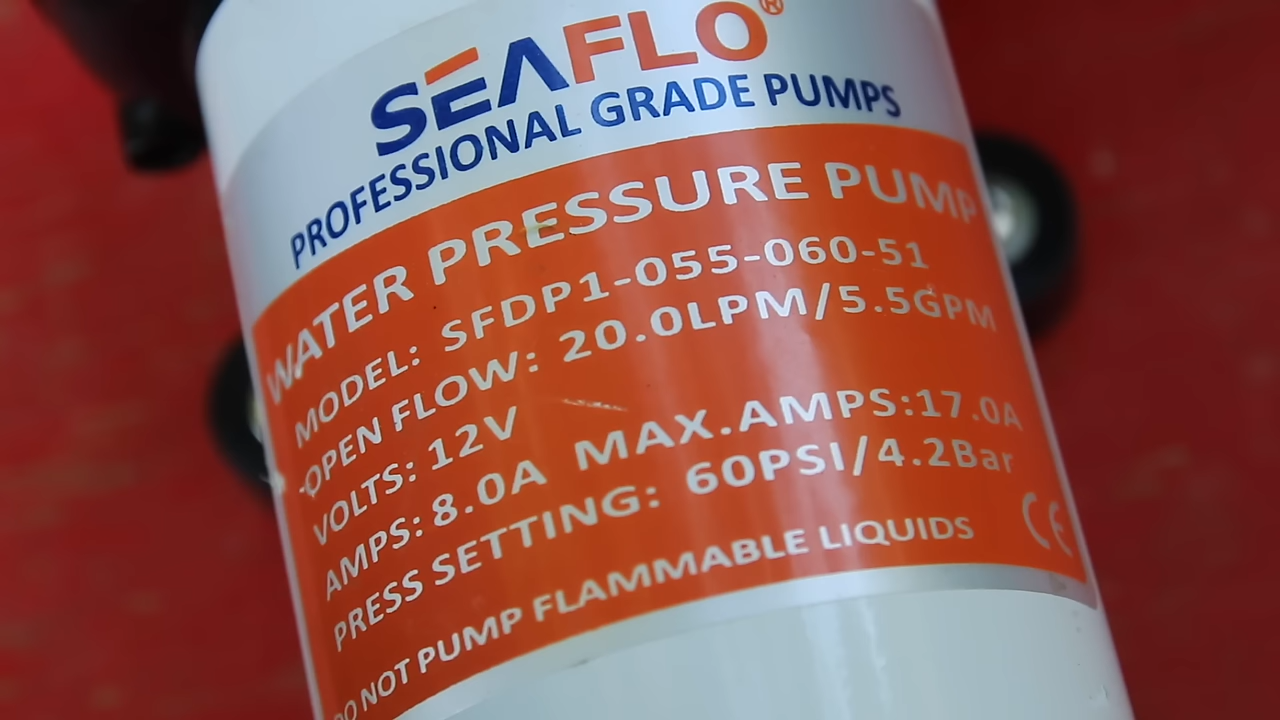 SEAFLO®
PROFESSIONAL GRADE PUMPS
WATER PRESSURE PUMP
MODEL: SFDP1-055-060-51
OPEN FLOW: 20.0LPM/5.5GPM
VOLTS: 12V
AMPS: 8.0A MAX.AMPS:17.0A
PRESS SETTING: 60PSI/4.2Bar
DO NOT PUMP FLAMMABLE LIQUIDS
CE